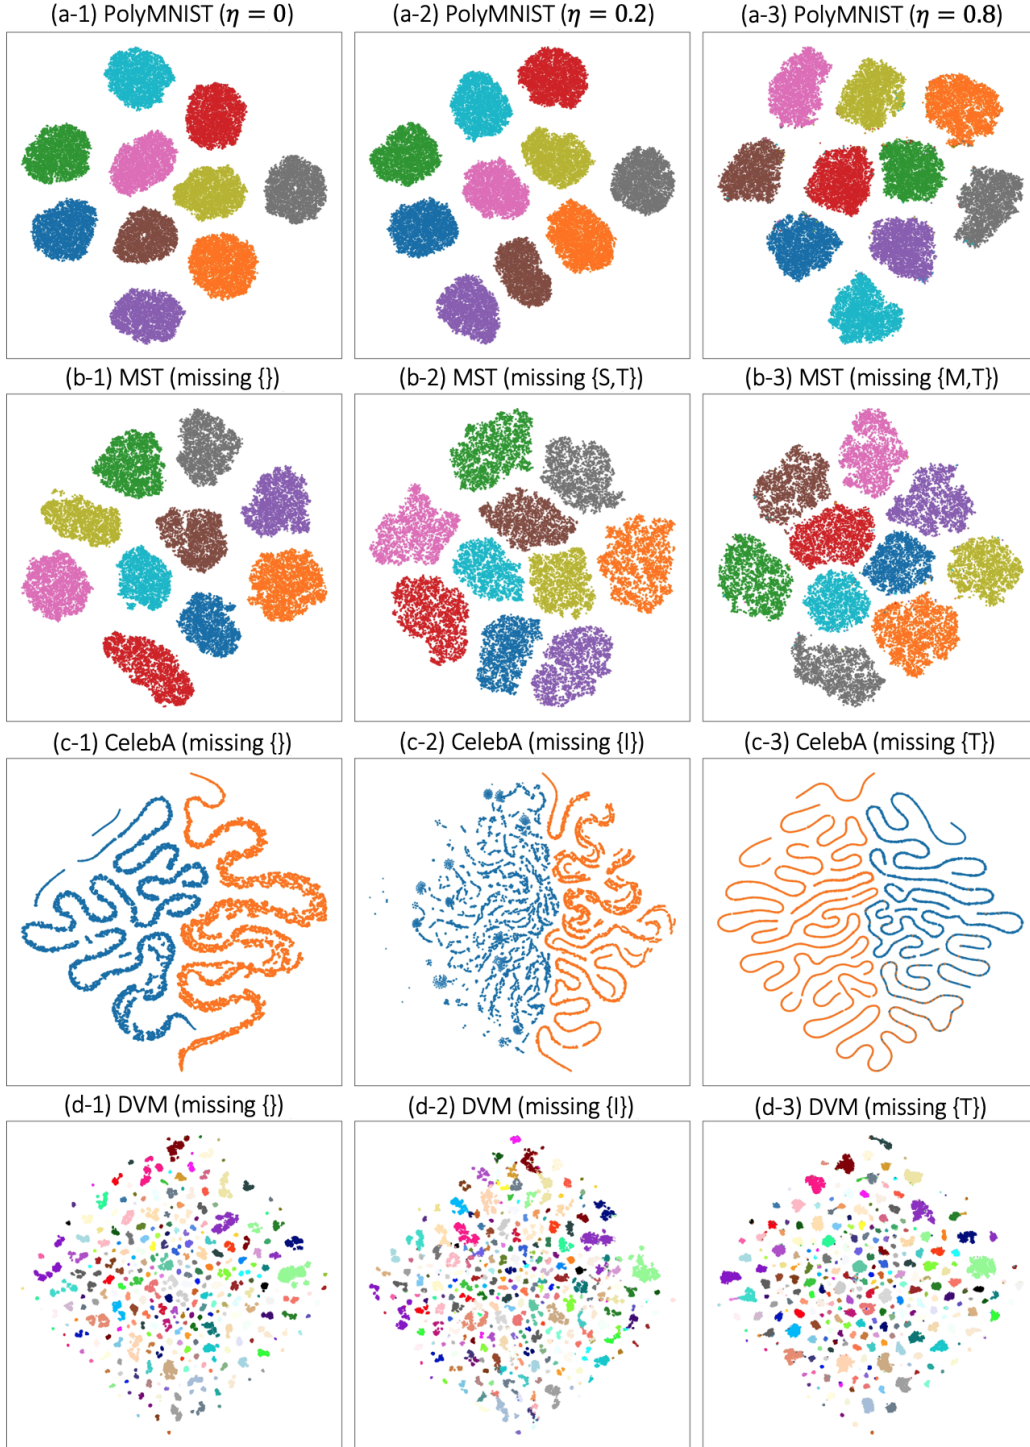 (a-1) PolyMNIST (η = 0)
(a-2) PolyMNIST (η = 0.2)
(a-3) PolyMNIST (η = 0.8)
(b-1) MST (missing {})
(b-2) MST (missing {S,T})
(b-3) MST (missing {M,T})
(c-1) CelebA (missing {})
(c-2) CelebA (missing {I})
(c-3) CelebA (missing {T})
(d-1) DVM (missing {})
(d-2) DVM (missing {I})
(d-3) DVM (missing {T})